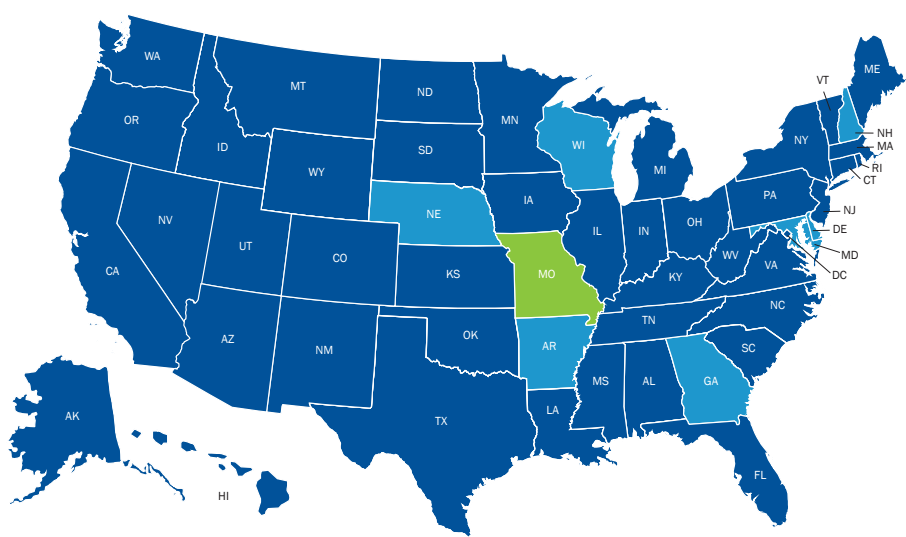 WA
MT
ND
MN
VT
ME
OR
ID
SD
WI
MI
NY
NH
MA
RI
CT
WY
NE
IA
PA
NV
UT
CO
KS
MO
IL
IN
OH
WV
VA
KY
NJ
DE
MD
DC
CA
AZ
NM
OK
AR
TN
NC
SC
TX
LA
MS
AL
GA
FL
AK
HI